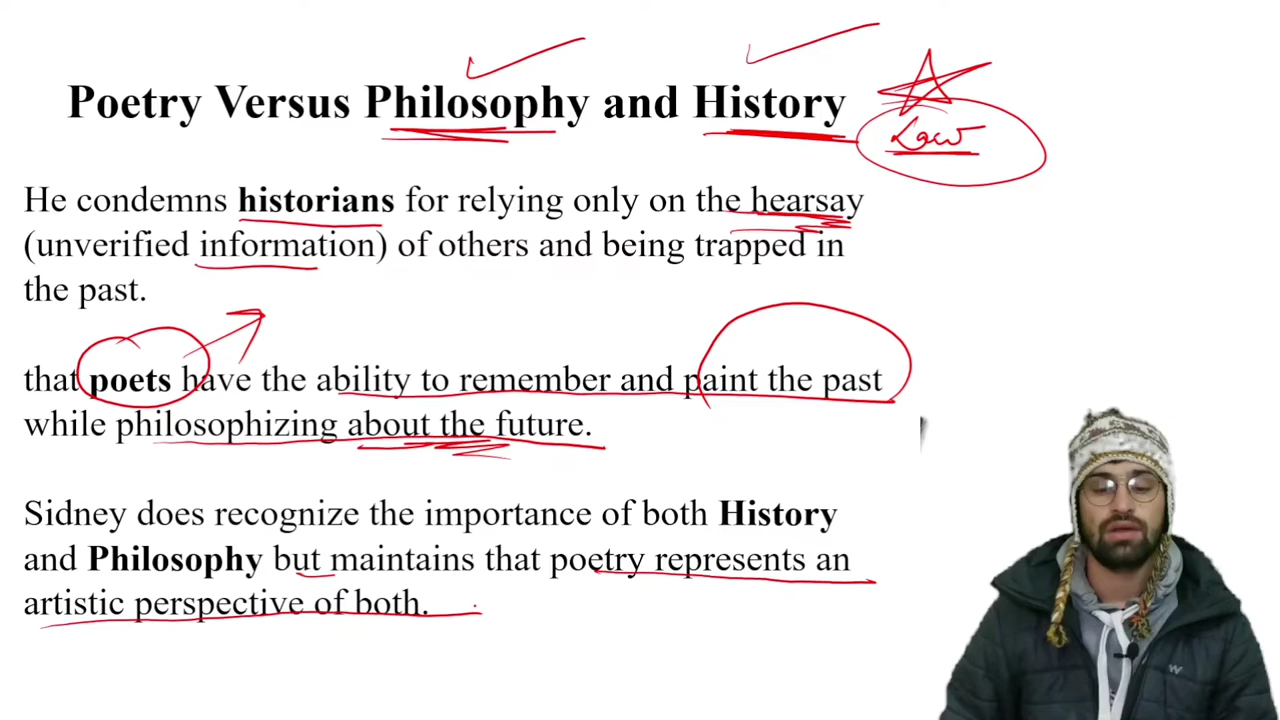 Poetry Versus Philosophy and History
Law
He condemns historians for relying only on the hearsay
(unverified information) of others and being trapped in
the past.
that poets have the ability to remember and paint the past
while philosophizing about the future.
Sidney does recognize the importance of both History
and Philosophy but maintains that poetry represents an
artistic perspective of both.